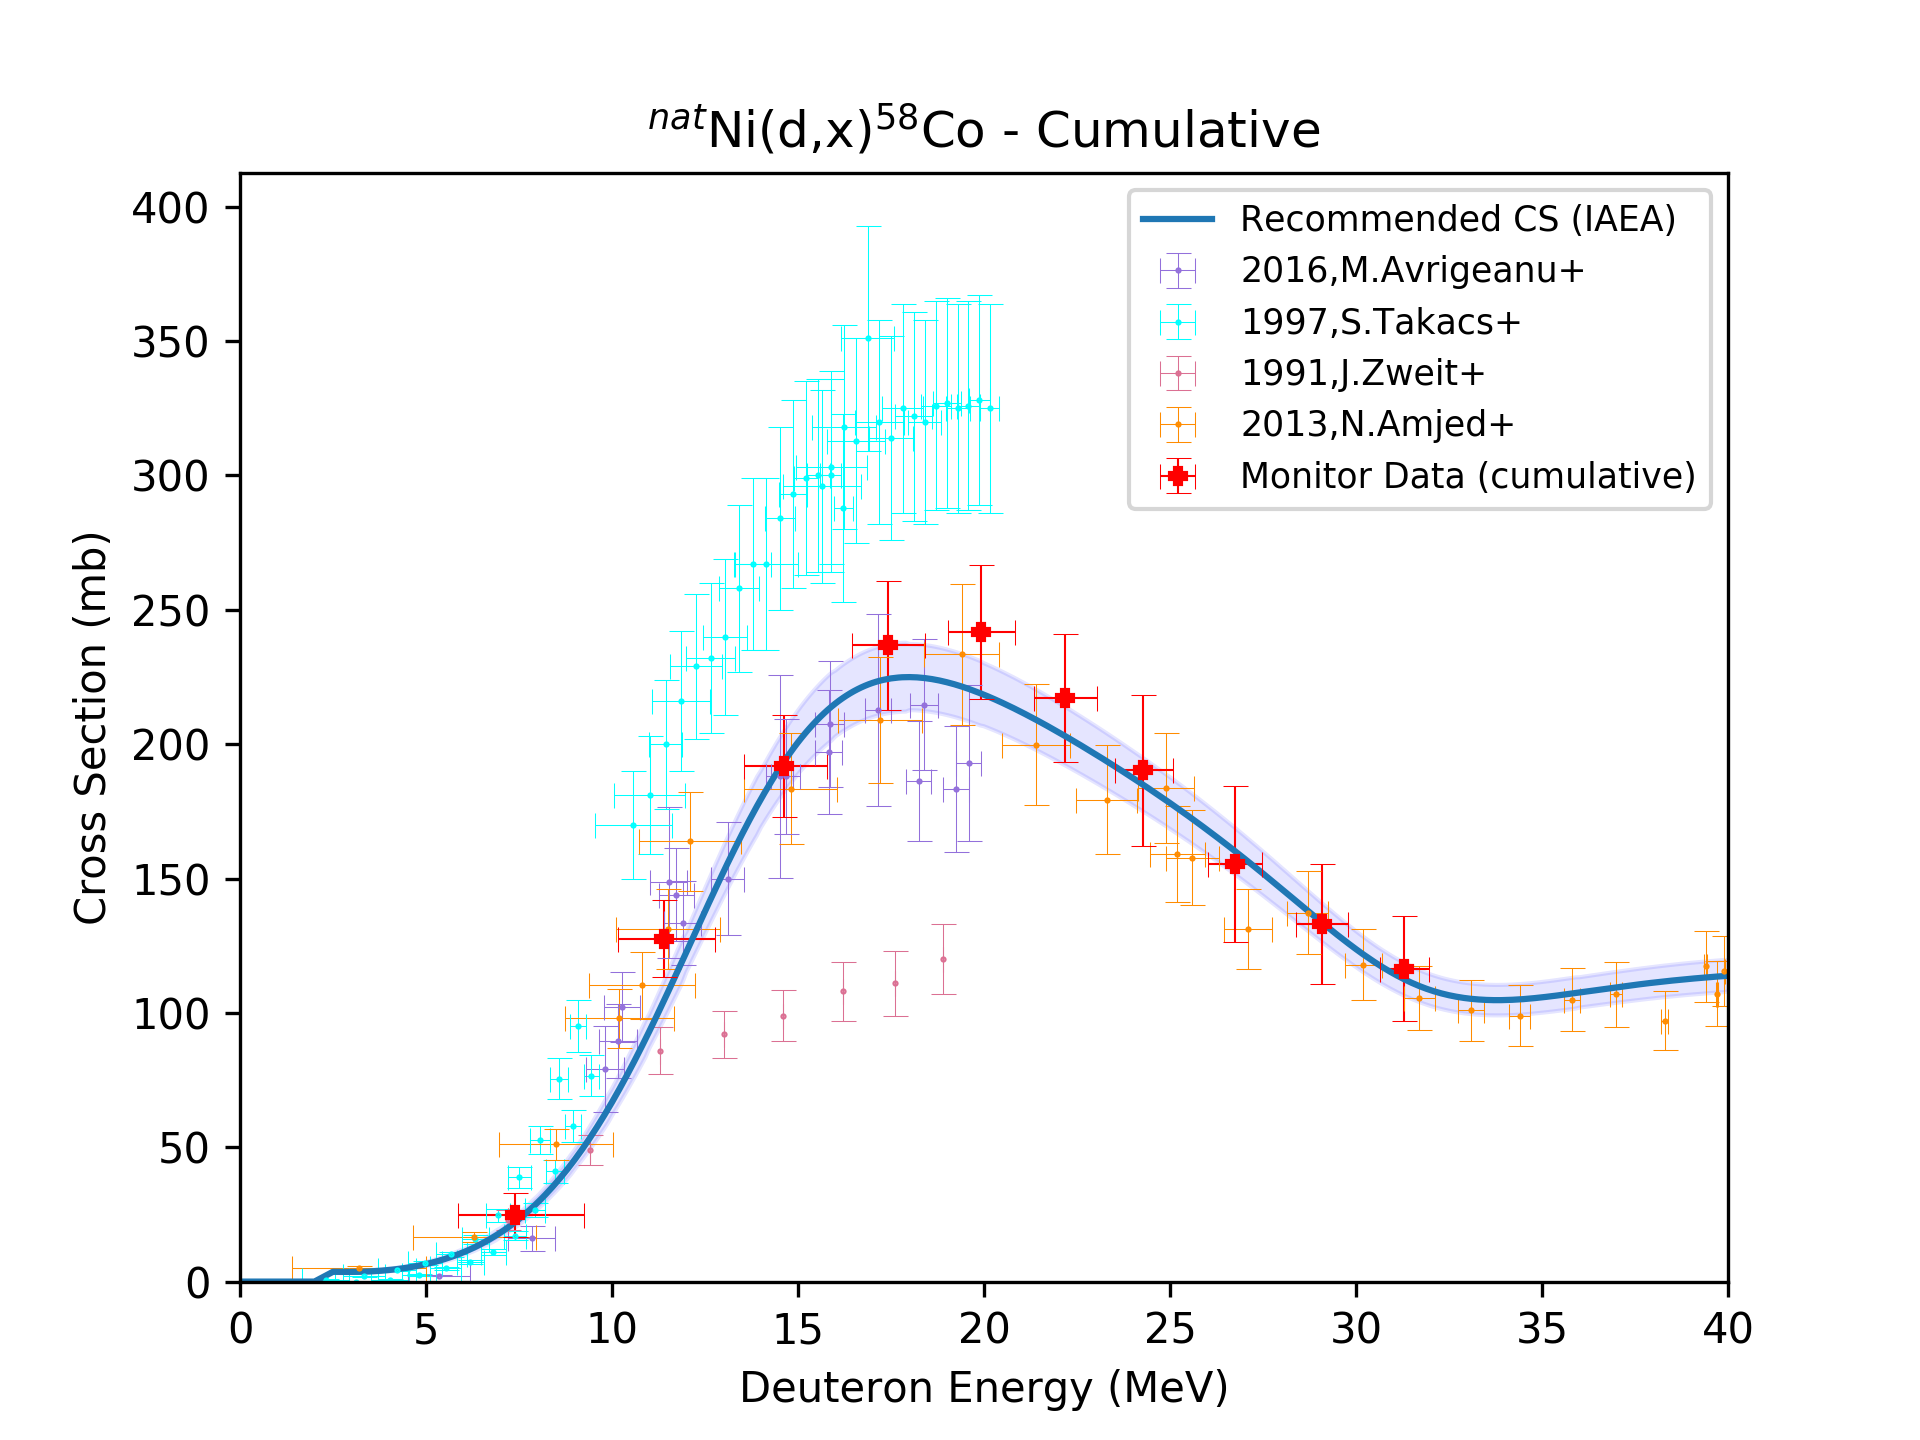 natNi(d,x)58Co - Cumulative
Recommended CS (IAEA)
2016,M.Avrigeanu+
1997,S.Takacs+
1991,J.Zweit+
2013,N.Amjed+
Monitor Data (cumulative)
Cross Section (mb)
400
350
300
250
200
150
100
50
0
0 5 10 15 20 25 30 35 40
Deuteron Energy (MeV)